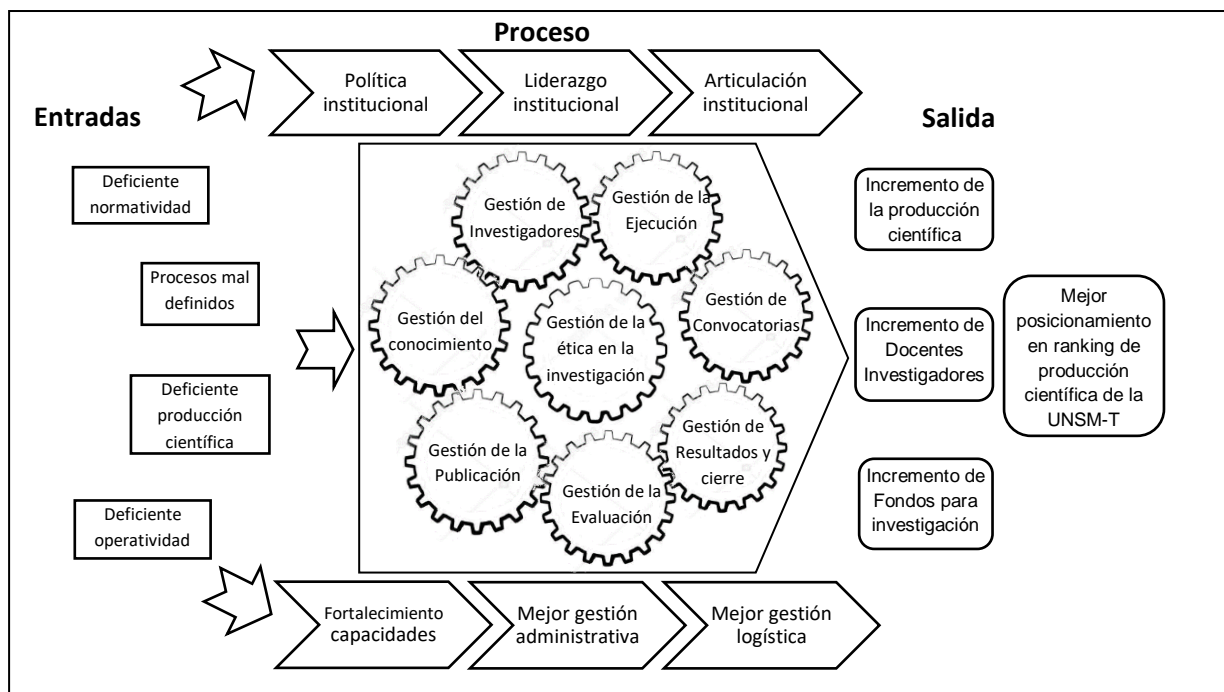 Proceso
Política
institucional
Liderazgo
institucional
Articulación
institucional
Entradas
Salida
Deficiente
normatividad
Procesos mal
definidos
Deficiente
producción
científica
Deficiente
operatividad
Gestión de
Investigadores
Gestión de la
Ejecución
Gestión del
conocimiento
Gestión de la
ética en la
investigación
Gestión de
Convocatorias
Gestión de la
Publicación
Gestión de la
Evaluación
Gestión de
Resultados y
cierre
Incremento de
la producción
científica
Incremento de
Docentes
Investigadores
Incremento de
Fondos para
investigación
Mejor
posicionamiento
en ranking de
producción
científica de la
UNSM-T
Fortalecimiento
capacidades
Mejor gestión
administrativa
Mejor gestión
logística